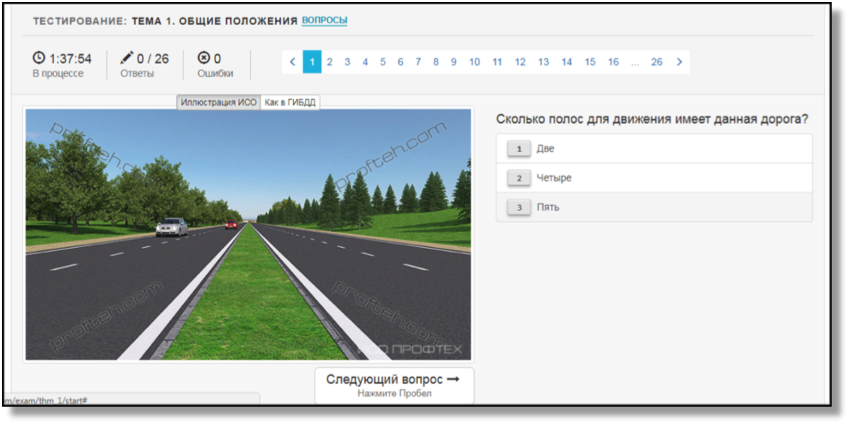 ТЕСТИРОВАНИЕ: ТЕМА 1. ОБЩИЕ ПОЛОЖЕНИЯ ВОПРОСЫ
1:37:54 0 / 26 0
В процессе Ответы Ошибки
< 1 2 3 4 5 6 7 8 9 10 11 12 13 14 15 16 ... 26 >
Иллюстрация ИСО Как в ГИБДД
profteh.com
profteh.com
profteh.com
profteh.com
ИСО ПРОФТЕХ
Сколько полос для движения имеет данная дорога?
1 Две
2 Четыре
3 Пять
Следующий вопрос →
Нажмите Пробел
m/exam/thm_1/start#